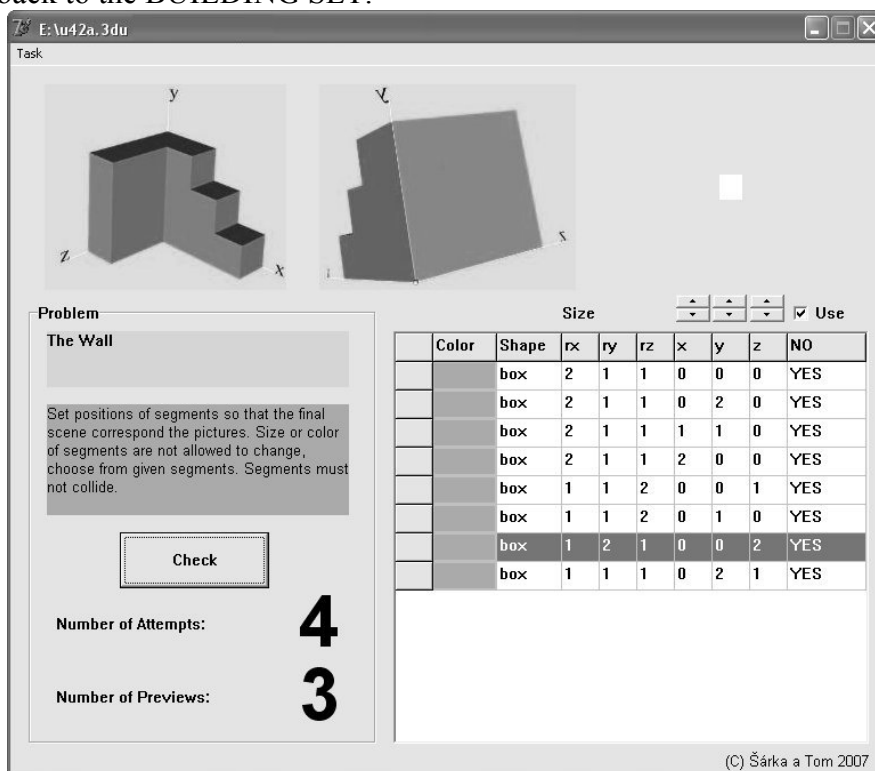 back to the BUILDING SET.
E:\u42a.3du
Task
y
z
x
y
z
Problem
Size
Use
The Wall
Color Shape rx ry rz x y z NO
box 2 1 1 0 0 0 YES
box 2 1 1 0 2 0 YES
box 2 1 1 1 1 0 YES
box 2 1 1 2 0 0 YES
box 1 1 2 0 0 1 YES
box 1 1 2 0 1 0 YES
box 1 2 1 0 0 2 YES
box 1 1 1 0 2 1 YES
Set positions of segments so that the final
scene correspond the pictures. Size or color
of segments are not allowed to change,
choose from given segments. Segments must
not collide.
Check
Number of Attempts: 4
Number of Previews: 3
(C) Šárka a Tom 2007